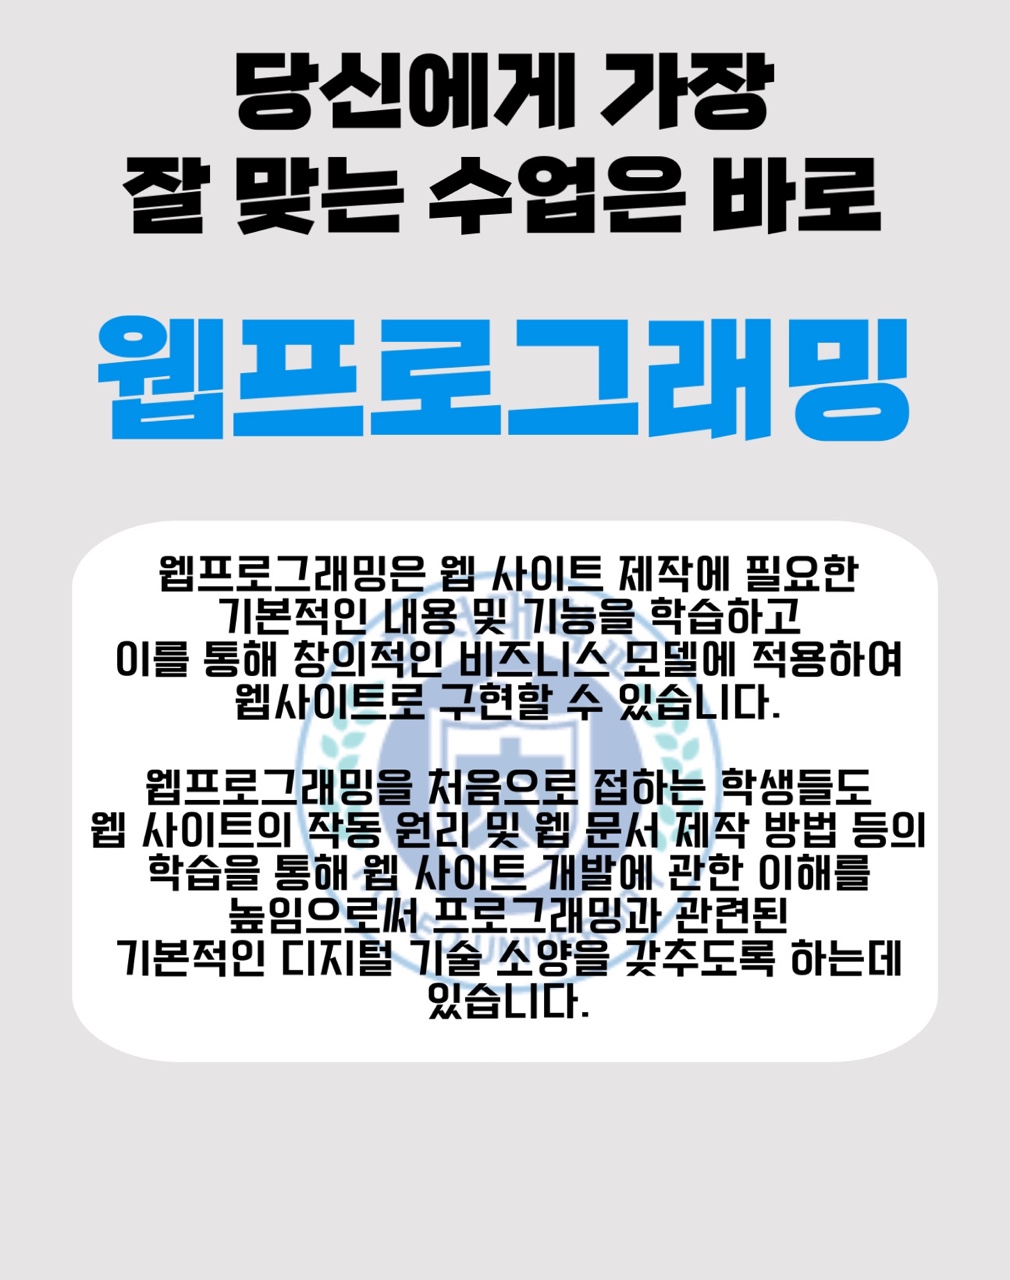 당신에게 가장
잘 맞는 수업은 바로
웹프로그래밍
웹프로그래밍은 웹 사이트 제작에 필요한
기본적인 내용 및 기능을 학습하고
이를 통해 창의적인 비즈니스 모델에 적용하여
웹사이트로 구현할 수 있습니다.
웹프로그래밍을 처음으로 접하는 학생들도
웹 사이트의 작동 원리 및 웹 문서 제작 방법 등의
학습을 통해 웹 사이트 개발에 관한 이해를
높임으로써 프로그래밍과 관련된
기본적인 디지털 기술 소양을 갖추도록 하는데
있습니다.